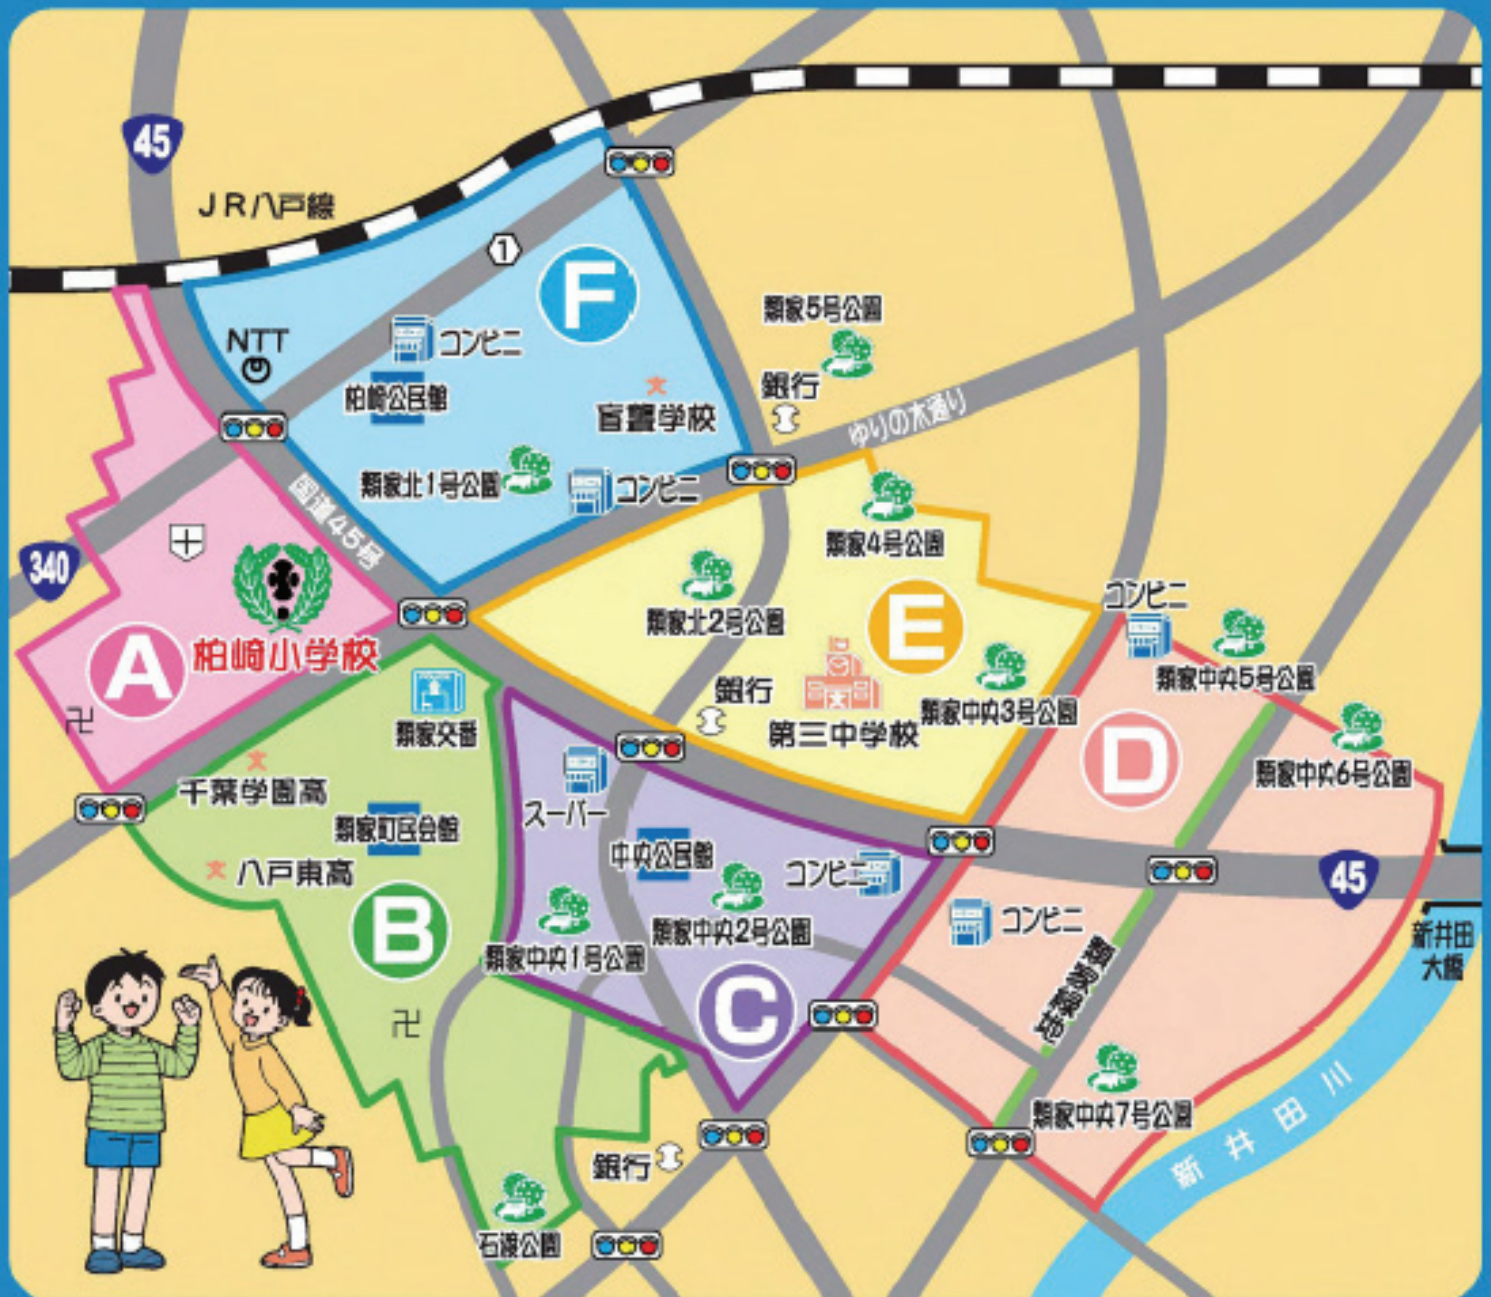 45
JR八戸線
1
F
類家5号公園
NTT
コンビニ
柏崎公民館
盲聾学校
銀行
ゆりの木通り
類家北1号公園
コンビニ
国道45号
340
類家4号公園
類家北2号公園
E
コンビニ
A
柏崎小学校
類家中央5号公園
銀行
第三中学校
類家中央3号公園
類家交番
D
類家中央6号公園
千葉学園高
スーパー
類家町民会館
中央公民館
コンビニ
八戸東高
45
B
類家中央1号公園
類家中央2号公園
コンビニ
新井田
大橋
類家緑地
C
類家中央7号公園
新井田川
銀行
石渡公園